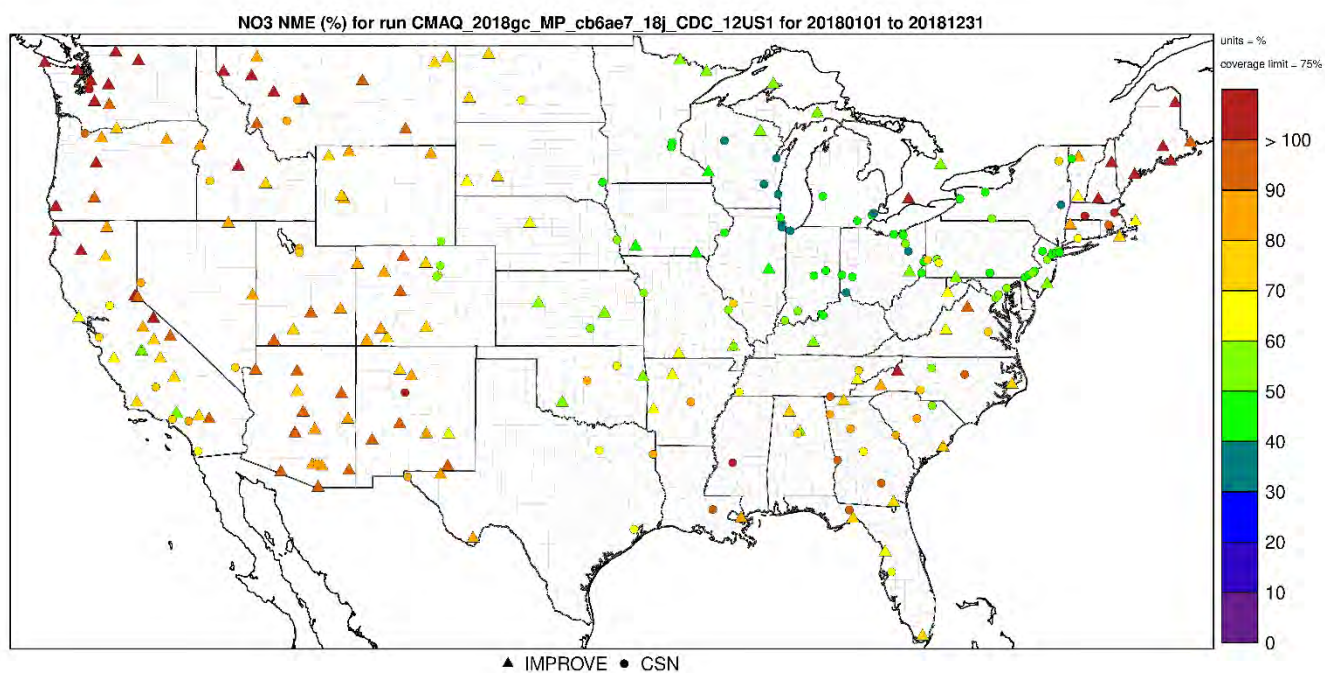 NO3 NME (%) for run CMAQ_2018gc_MP_cb6ae7_18j_CDC_12US1 for 20180101 to 20181231
units = %
coverage limit = 75%
> 100
90
80
70
60
50
40
30
20
10
0
▲ IMPROVE ● CSN